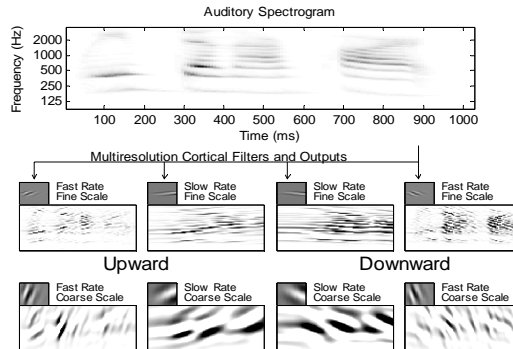 Auditory Spectrogram
Frequency (Hz)
2000
1000
500
250
125
100 200 300 400 500 600 700 800 900 1000
Time (ms)
Multiresolution Cortical Filters and Outputs
Fast Rate
Fine Scale
Slow Rate
Fine Scale
Slow Rate
Fine Scale
Fast Rate
Fine Scale
Upward
Downward
Fast Rate
Coarse Scale
Slow Rate
Coarse Scale
Slow Rate
Coarse Scale
Fast Rate
Coarse Scale